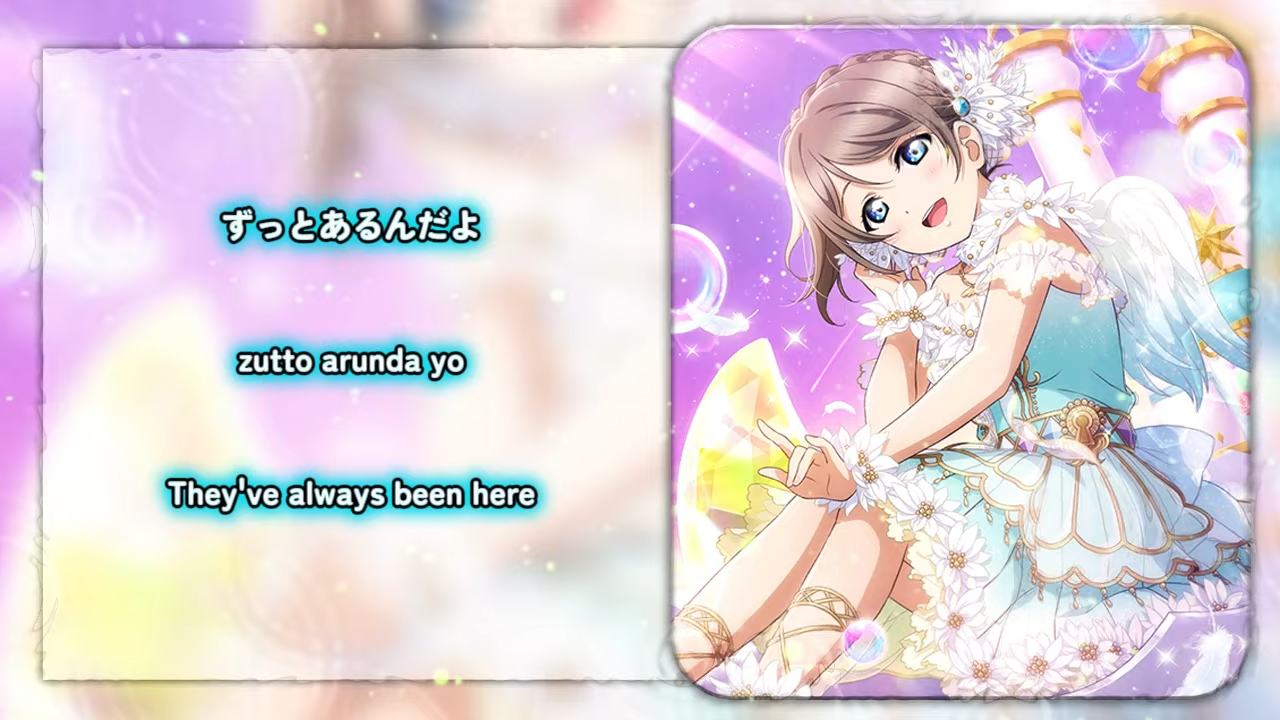 ずっとあるんだよ
zutto arunda yo
They've always been here